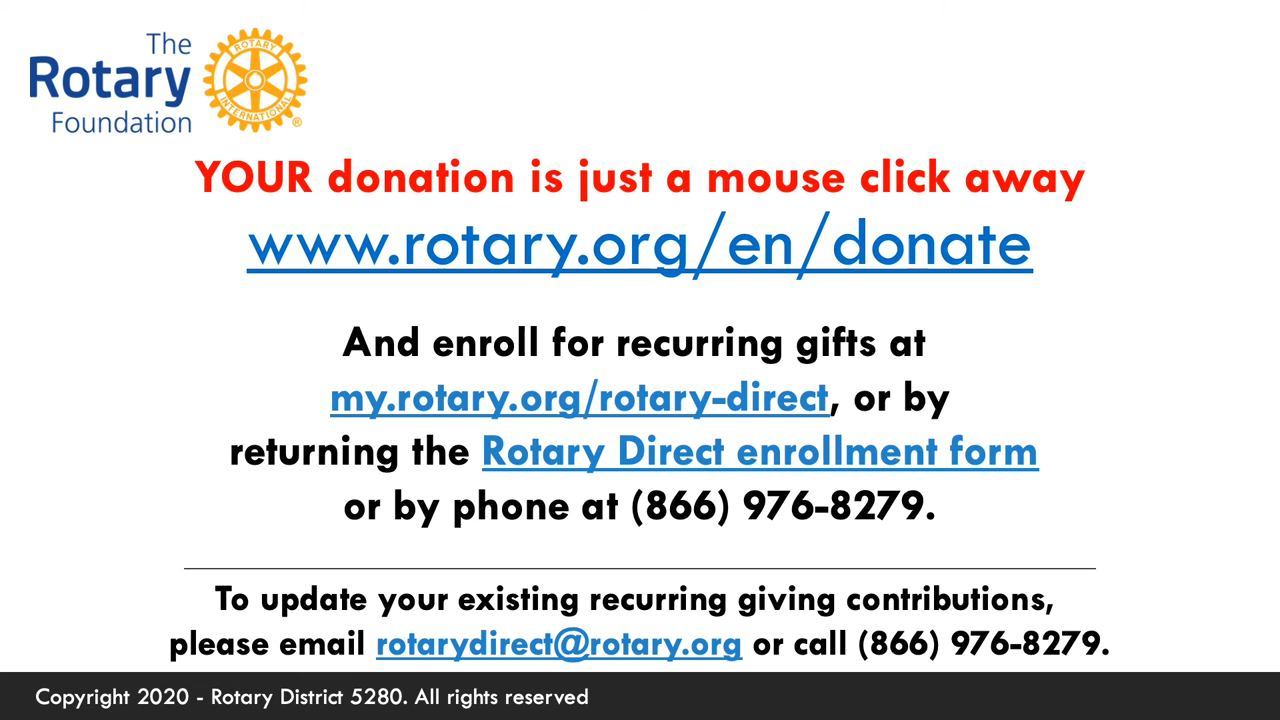 The
Rotary
Foundation
ROTARY
INTERNATIONAL
®
YOUR donation is just a mouse click away
www.rotary.org/en/donate
And enroll for recurring gifts at
my.rotary.org/rotary-direct, or by
returning the Rotary Direct enrollment form
or by phone at (866) 976-8279.
To update your existing recurring giving contributions,
please email rotarydirect@rotary.org or call (866) 976-8279.
Copyright 2020 - Rotary District 5280. All rights reserved